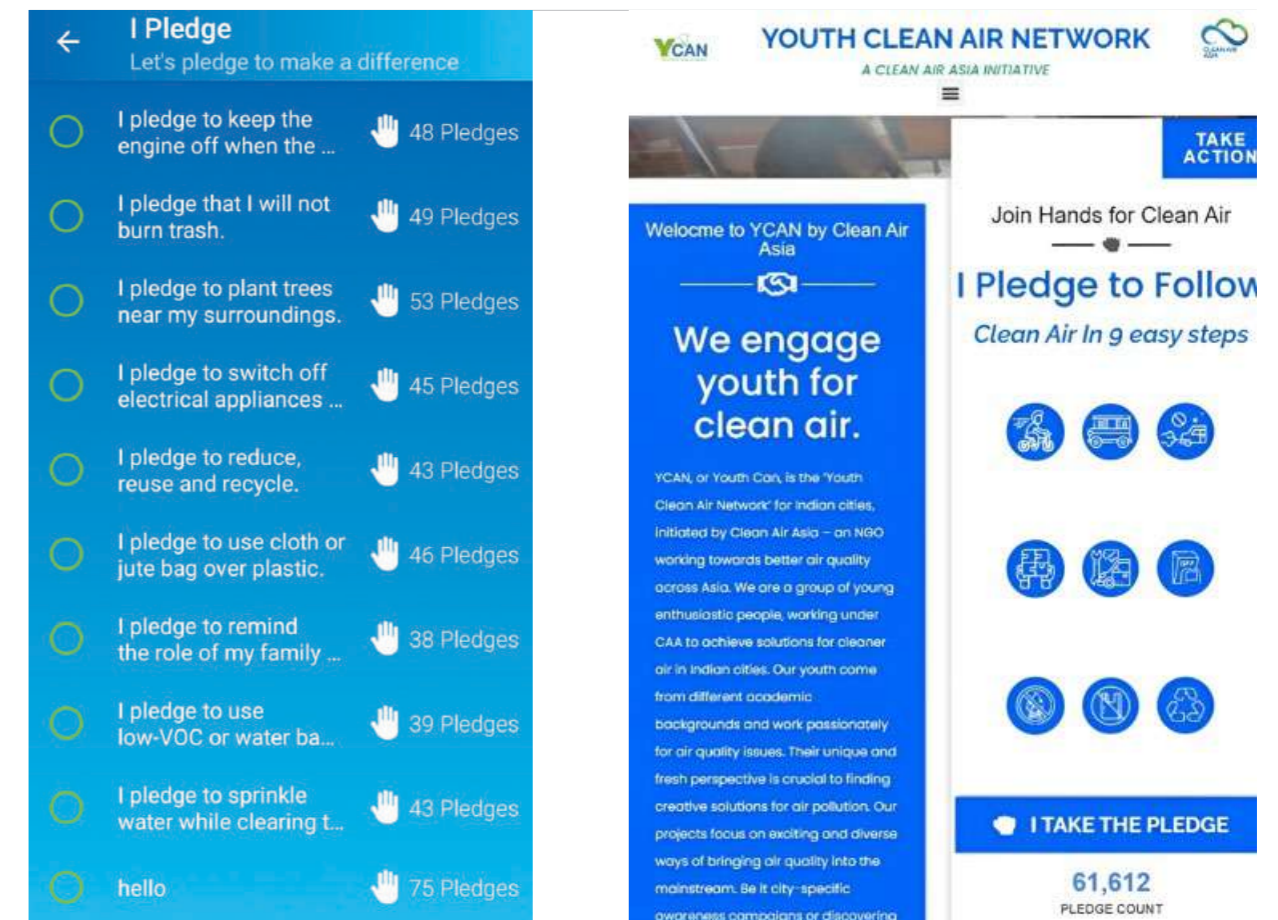 I Pledge
Let's pledge to make a difference
I pledge to keep the
engine off when the ...
48 Pledges
I pledge that I will not
burn trash.
49 Pledges
I pledge to plant trees
near my surroundings.
53 Pledges
I pledge to switch off
electrical appliances ...
45 Pledges
I pledge to reduce,
reuse and recycle.
43 Pledges
I pledge to use cloth or
jute bag over plastic.
46 Pledges
I pledge to remind
the role of my family ...
38 Pledges
I pledge to use
low-VOC or water ba...
39 Pledges
I pledge to sprinkle
water while clearing t...
43 Pledges
hello
75 Pledges
YCAN
YOUTH CLEAN AIR NETWORK
A CLEAN AIR ASIA INITIATIVE
CLEAN AIR
ASIA
Welocme to YCAN by Clean Air
Asia
We engage
youth for
clean air.
YCAN, or Youth Can, is the 'Youth
Clean Air Network' for Indian cities,
initiated by Clean Air Asia – an NGO
working towards better air quality
across Asia. We are a group of young
enthusiastic people, working under
CAA to achieve solutions for cleaner
air in Indian cities. Our youth come
from different academic
backgrounds and work passionately
for air quality issues. Their unique and
fresh perspective is crucial to finding
creative solutions for air pollution. Our
projects focus on exciting and diverse
ways of bringing air quality into the
mainstream. Be it city-specific
awareness campaigns or discovering
TAKE
ACTION
Join Hands for Clean Air
I Pledge to Follow
Clean Air In 9 easy steps
I TAKE THE PLEDGE
61,612
PLEDGE COUNT